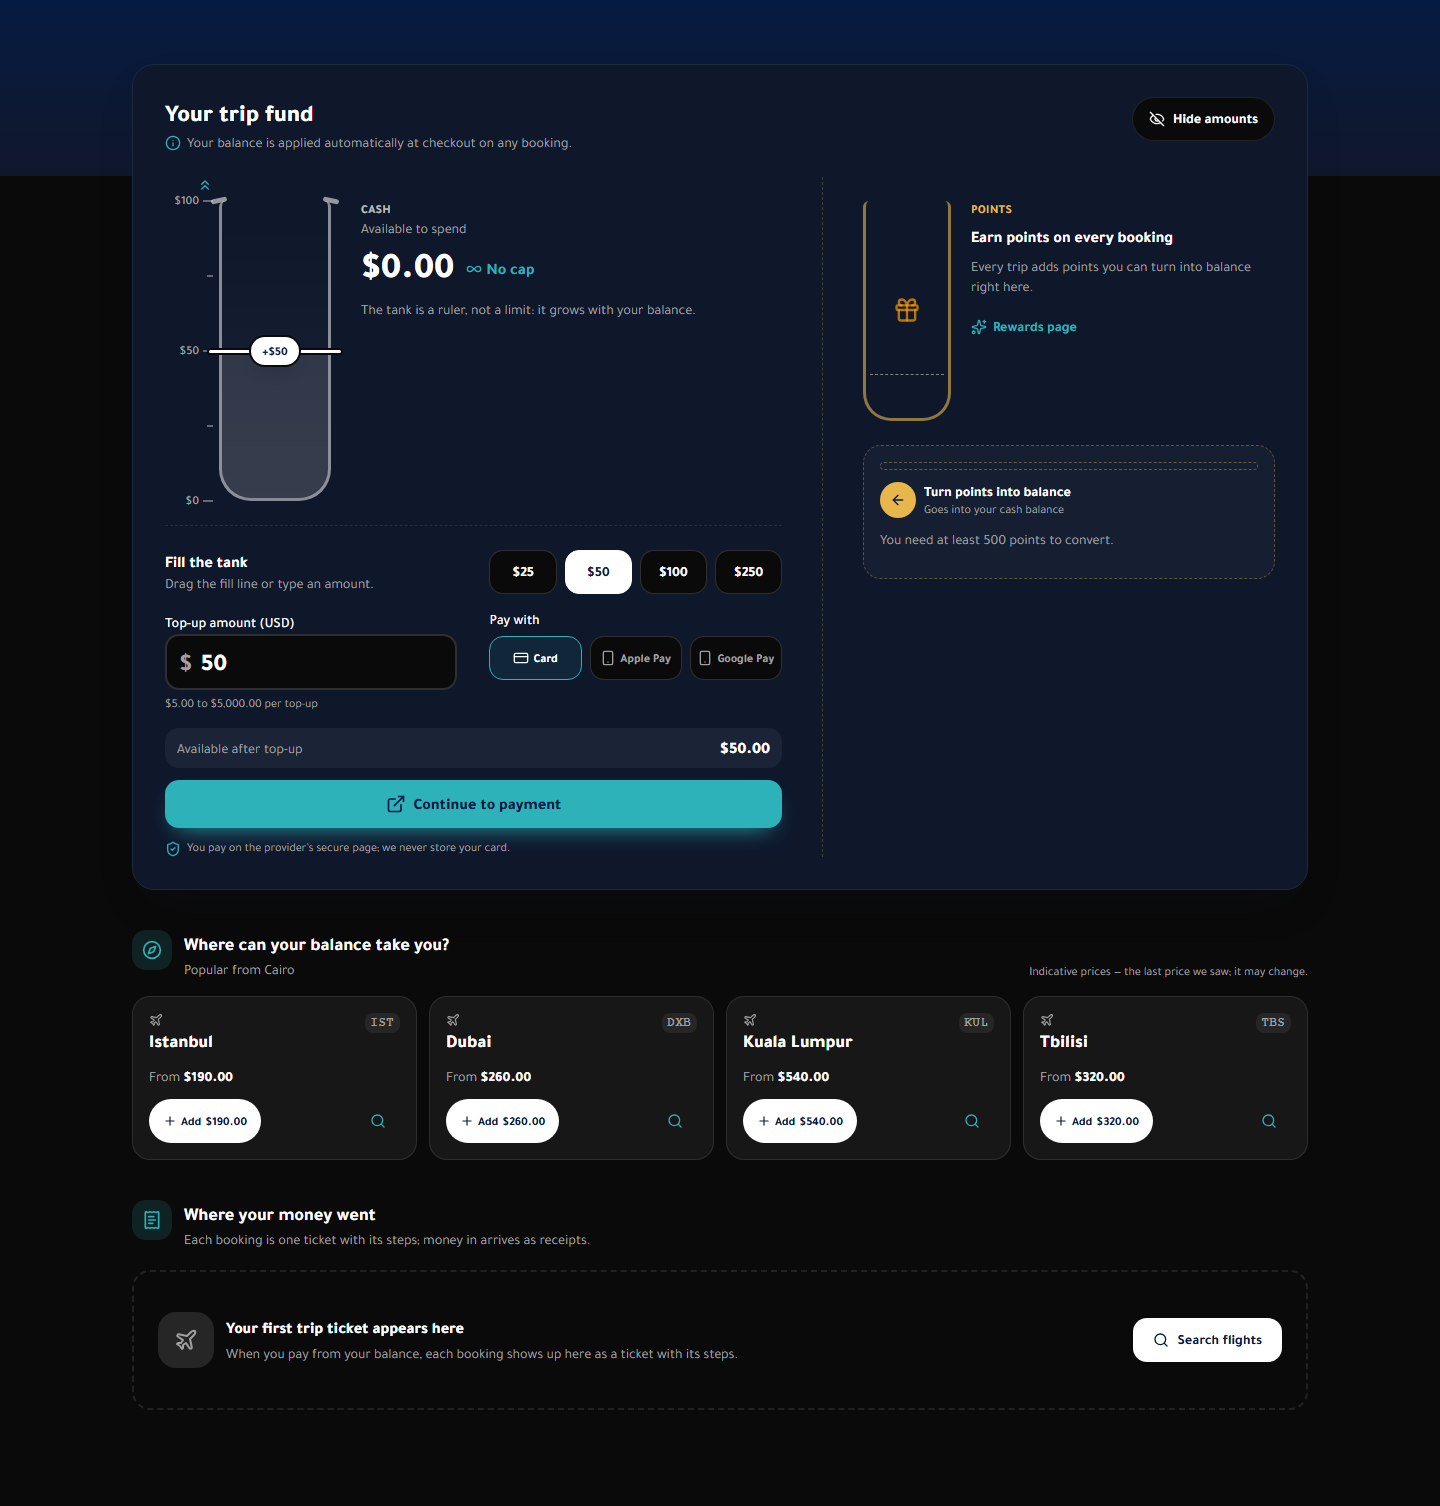 Your trip fund
Your balance is applied automatically at checkout on any booking.
Hide amounts
$100
$50
$0
+$50
CASH
Available to spend
$0.00 No cap
The tank is a ruler, not a limit: it grows with your balance.
POINTS
Earn points on every booking
Every trip adds points you can turn into balance
right here.
Rewards page
Turn points into balance
Goes into your cash balance
You need at least 500 points to convert.
Fill the tank
Drag the fill line or type an amount.
$25 $50 $100 $250
Top-up amount (USD)
$ 50
$5.00 to $5,000.00 per top-up
Pay with
Card Apple Pay Google Pay
Available after top-up $50.00
Continue to payment
You pay on the provider's secure page; we never store your card.
Where can your balance take you?
Popular from Cairo
Indicative prices — the last price we saw; it may change.
IST
Istanbul
From $190.00
Add $190.00
DXB
Dubai
From $260.00
Add $260.00
KUL
Kuala Lumpur
From $540.00
Add $540.00
TBS
Tbilisi
From $320.00
Add $320.00
Where your money went
Each booking is one ticket with its steps; money in arrives as receipts.
Your first trip ticket appears here
When you pay from your balance, each booking shows up here as a ticket with its steps.
Search flights